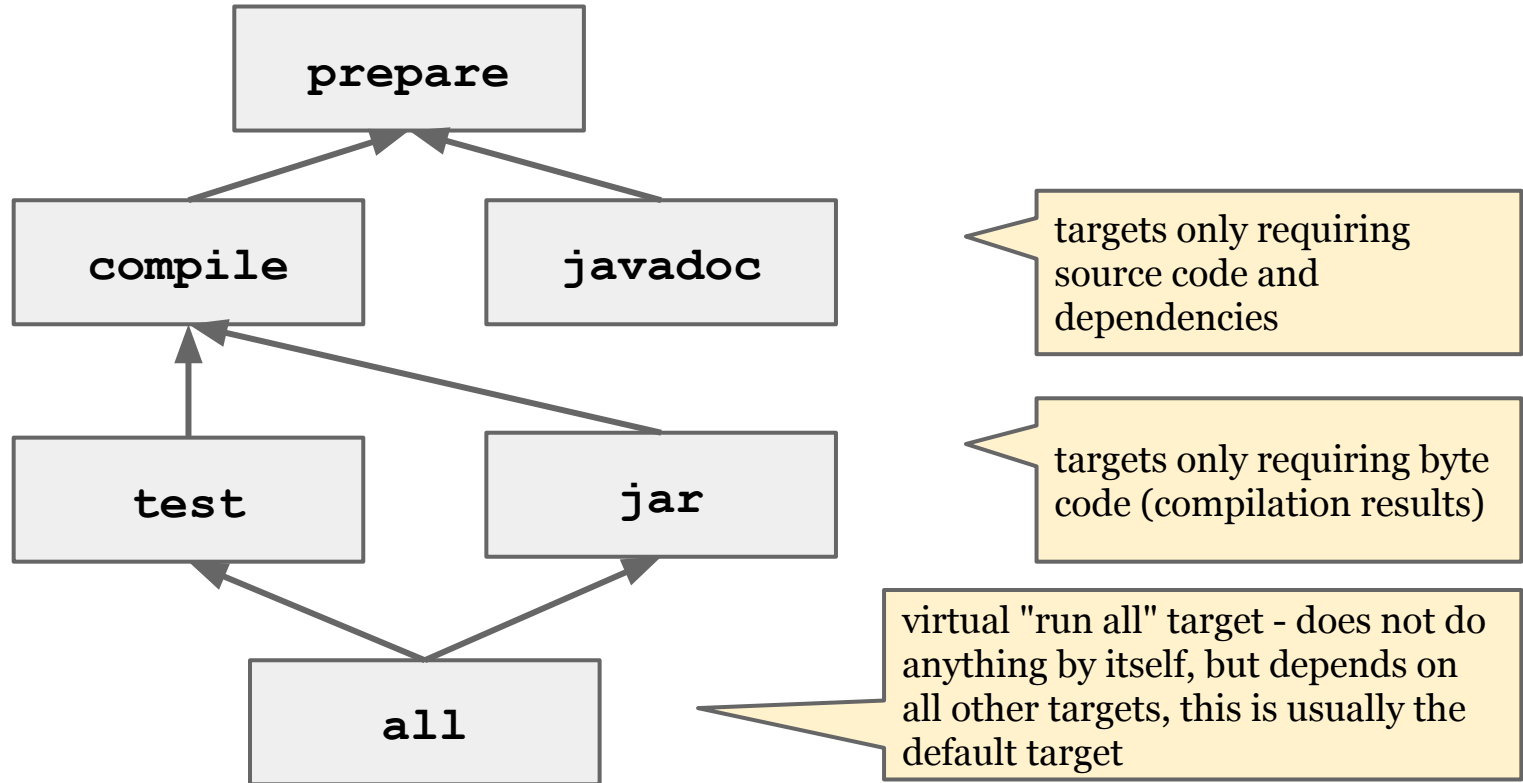 prepare
compile
javadoc
targets only requiring
source code and
dependencies
test
jar
targets only requiring byte
code (compilation results)
all
virtual "run all" target - does not do
anything by itself, but depends on
all other targets, this is usually the
default target